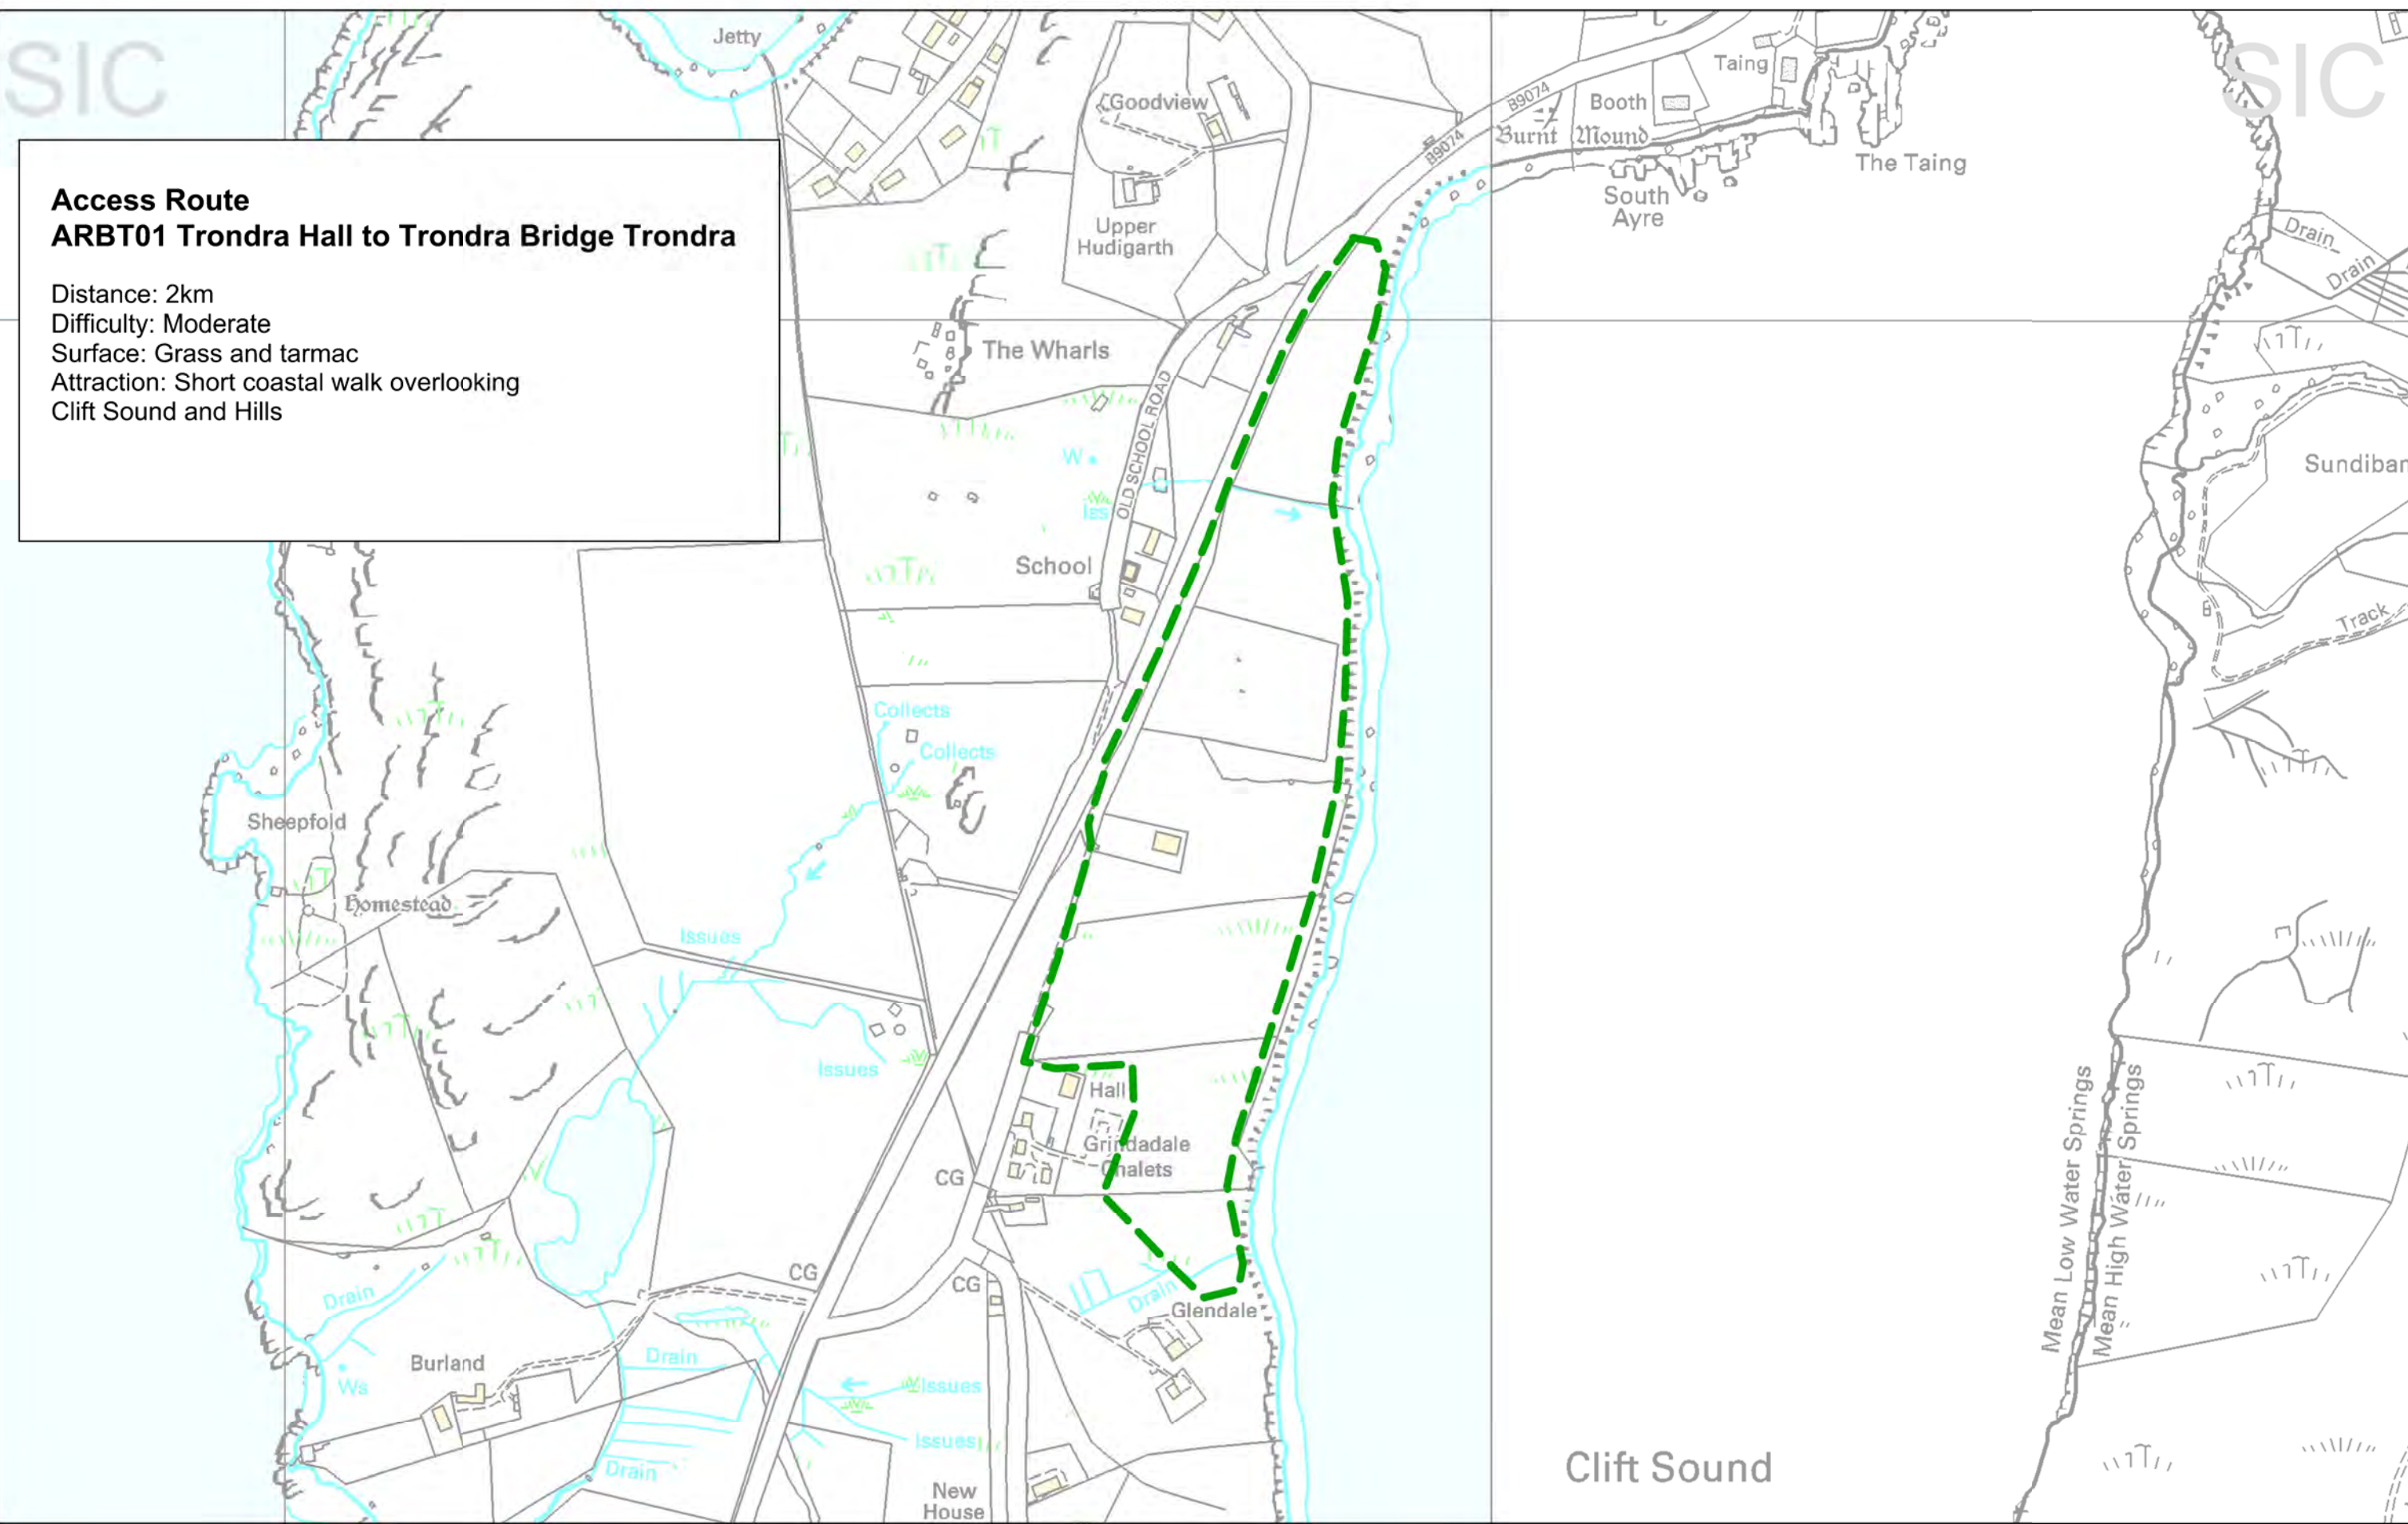 SIC
SIC
Access Route
ARBT01 Trondra Hall to Trondra Bridge Trondra
Distance: 2km
Difficulty: Moderate
Surface: Grass and tarmac
Attraction: Short coastal walk overlooking
Clift Sound and Hills
Jetty
Goodview
Upper
Hudigarth
B9074
B9074
Taing
Booth
Burnt Mound
The Taing
South
Ayre
Drain
Drain
The Wharls
OLD SCHOOL ROAD
W
Iss
School
Sundiban
Track
Collects
Collects
Sheepfold
Homestead
Issues
Issues
Hall
Grindadale
Chalets
CG
CG
CG
Drain
Drain
Glendale
Mean Low Water Springs
Mean High Water Springs
Burland
Wa
Drain
Issues
Issues
Drain
New
House
Clift Sound